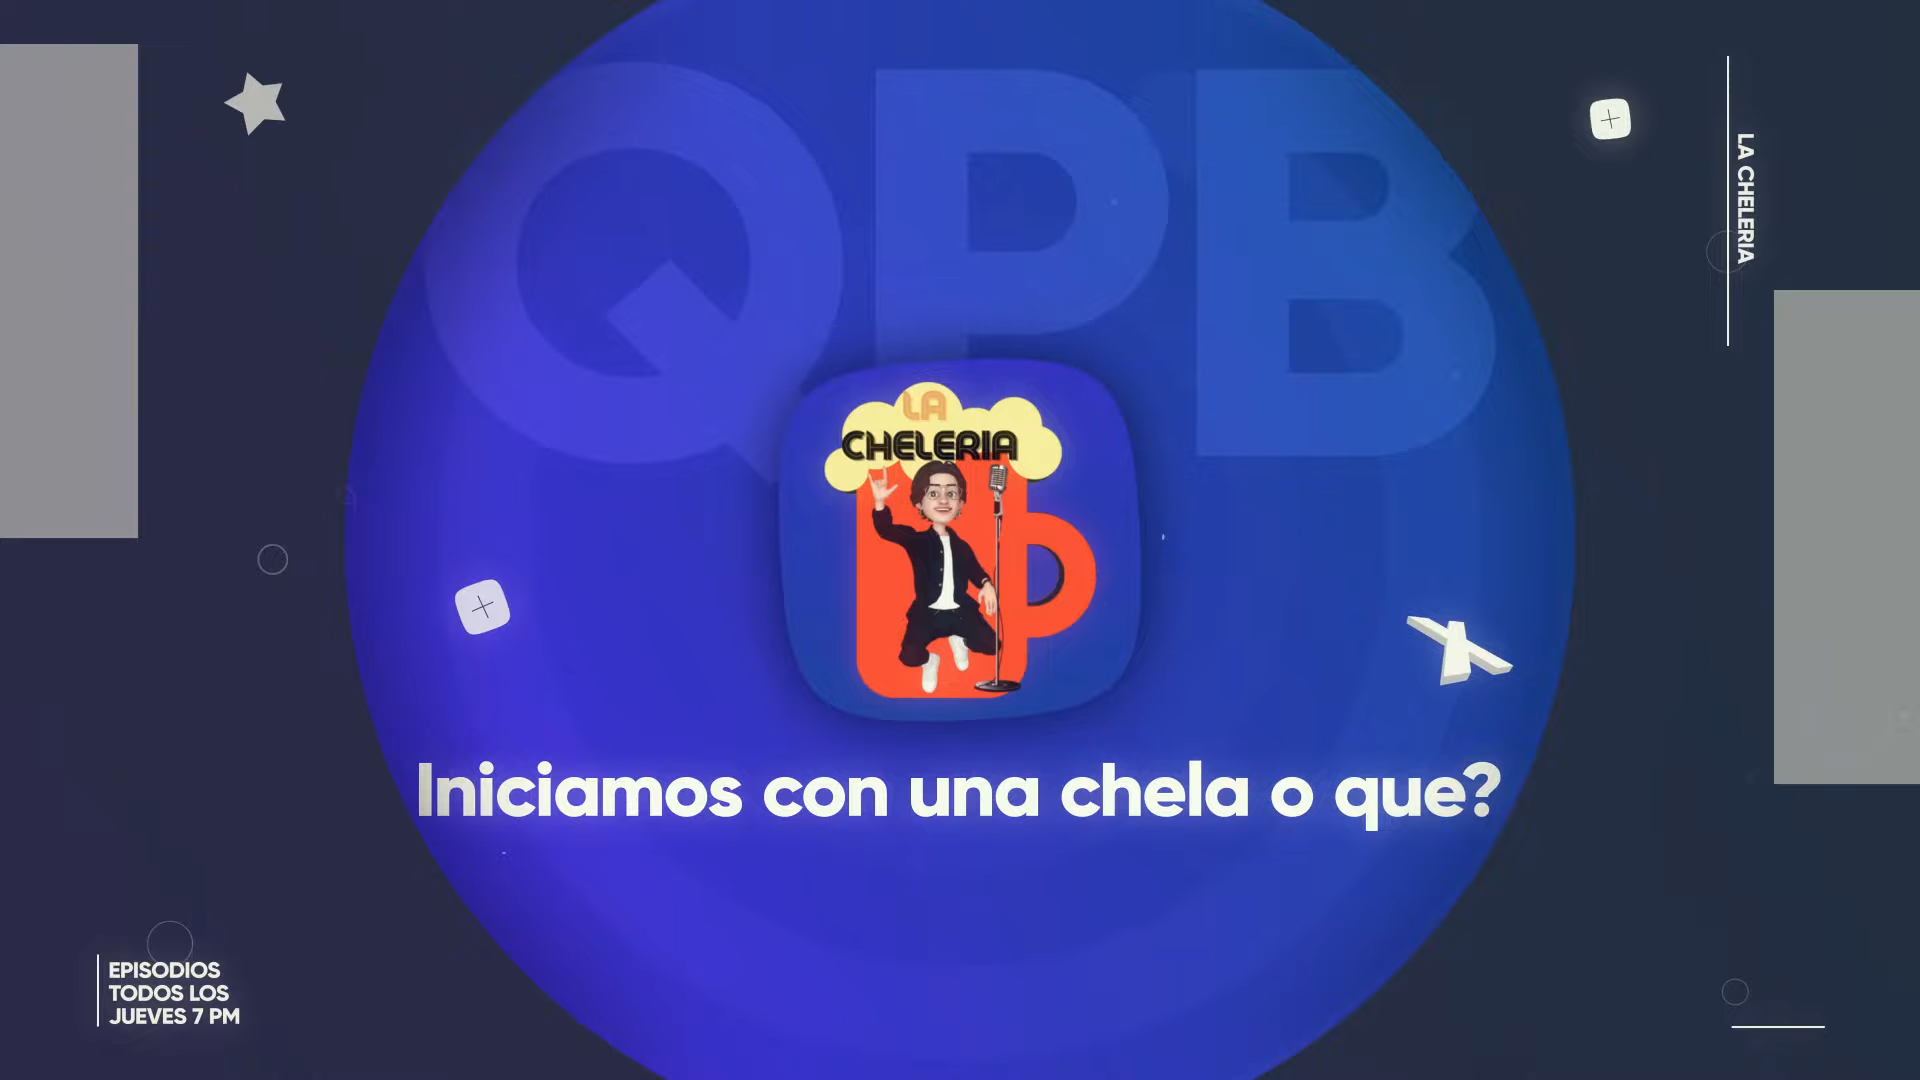 QPB
LA CHELERIA
LA
CHELERIA
Iniciamos con una chela o que?
EPISODIOS
TODOS LOS
JUEVES 7 PM